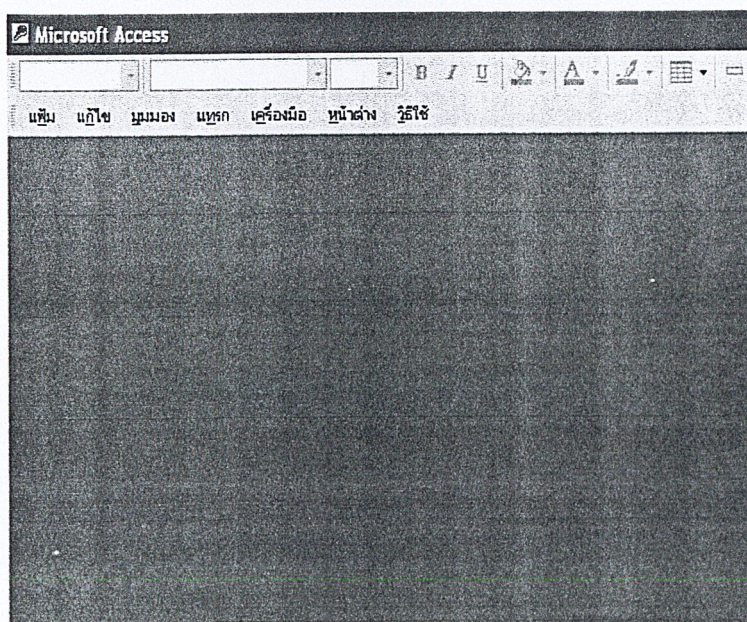 Microsoft Access
B I U A
แฟ้ม แก้ไข มุมมอง แทรก เครื่องมือ หน้าต่าง วิธีใช้